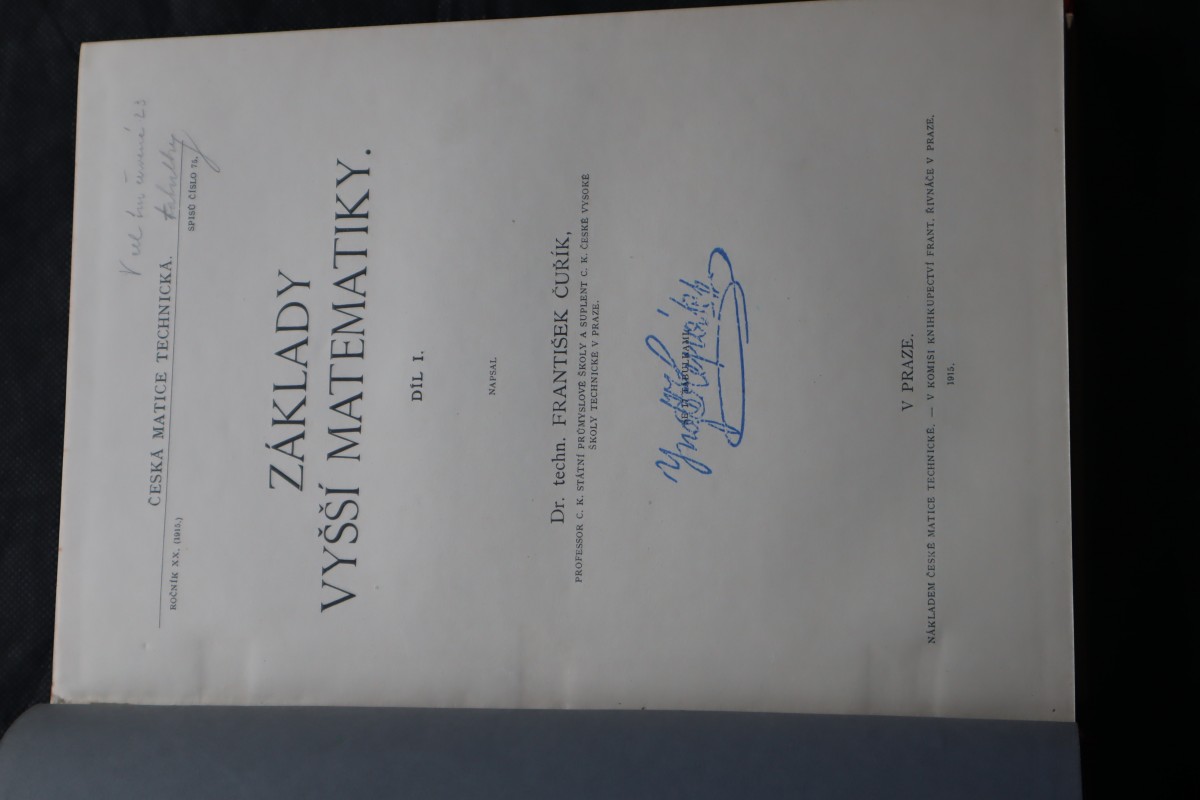 ČESKÁ MATICE TECHNICKÁ.
ROČNÍK XX. (1915.)
SPISŮ ČÍSLO 75.
ZÁKLADY
VYŠŠÍ MATEMATIKY.
DÍL I.
NAPSAL
Dr. techn. FRANTIŠEK ČUŘÍK,
PROFESSOR C. K. STÁTNÍ PRŮMYSLOVÉ ŠKOLY A SUPLENT C. K. ČESKÉ VYSOKÉ
ŠKOLY TECHNICKÉ V PRAZE.
V PRAZE.
NÁKLADEM ČESKÉ MATICE TECHNICKÉ. — V KOMISI KNIHKUPECTVÍ FRANT. ŘIVNÁČE V PRAZE.
1915.